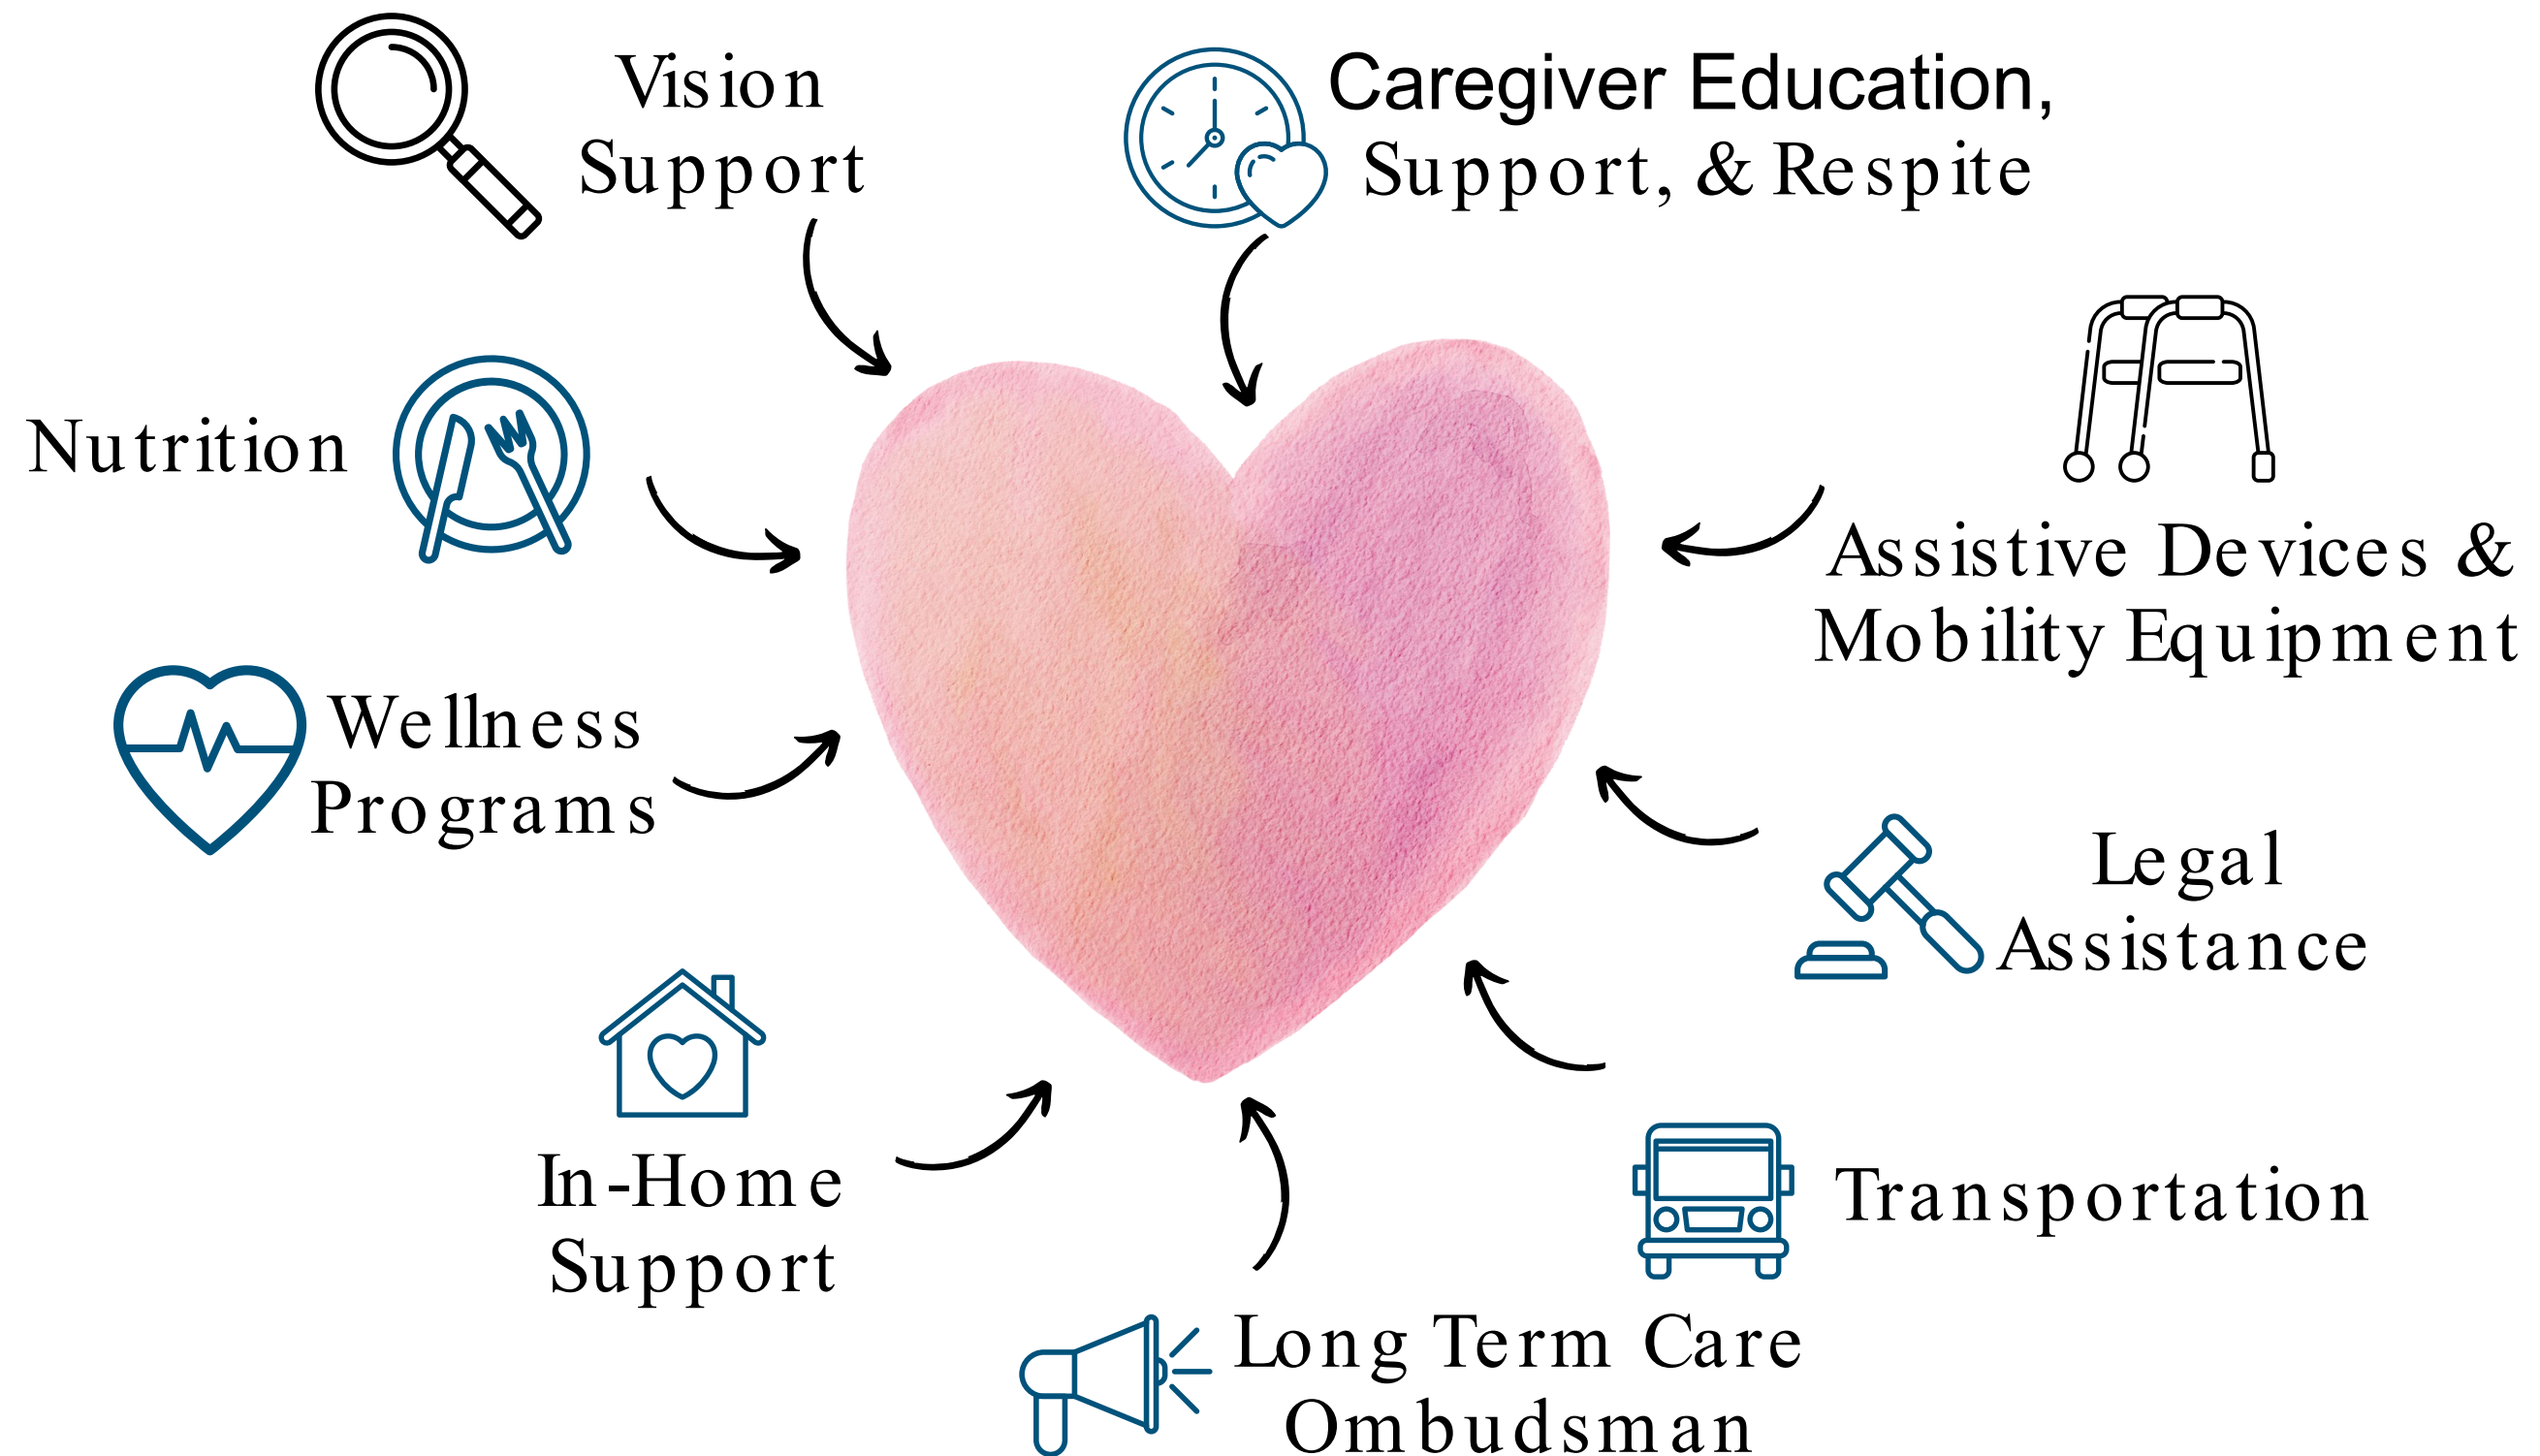 Vision
Support
Caregiver Education,
Support, & Respite
Nutrition
Assistive Devices &
Mobility Equipment
Wellness
Programs
Legal
Assistance
In-Home
Support
Transportation
Long Term Care
Ombudsman